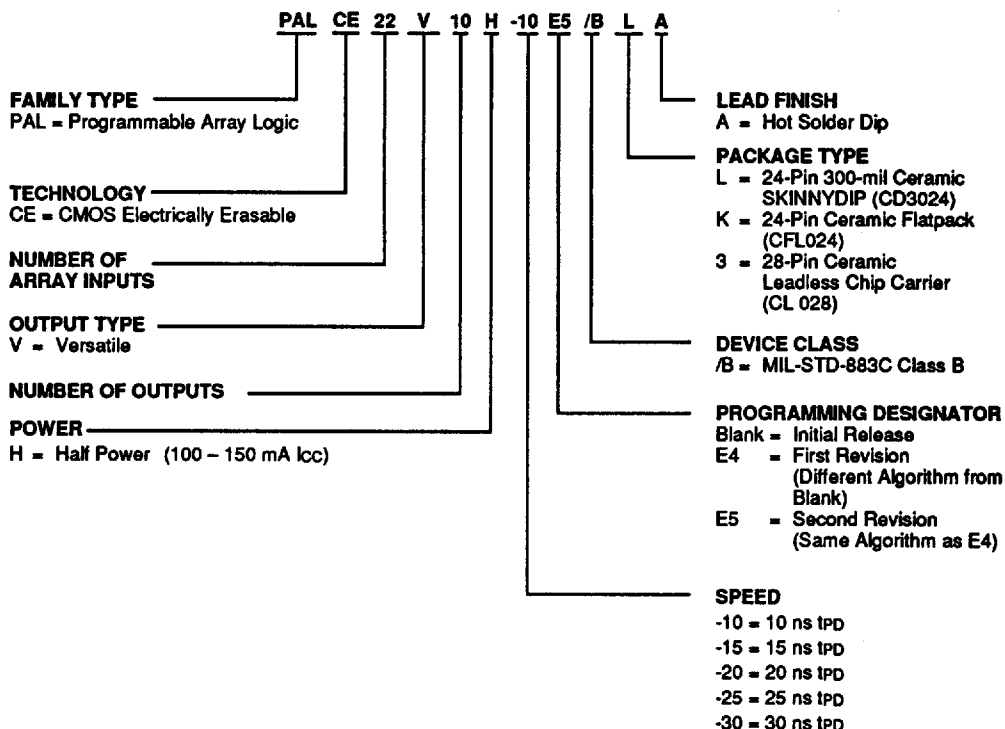 PAL CE 22 V 10 H -10 E5 /B L A
FAMILY TYPE
PAL = Programmable Array Logic
TECHNOLOGY
CE = CMOS Electrically Erasable
NUMBER OF
ARRAY INPUTS
OUTPUT TYPE
V = Versatile
NUMBER OF OUTPUTS
POWER
H = Half Power (100 – 150 mA ICC)
LEAD FINISH
A = Hot Solder Dip
PACKAGE TYPE
L = 24-Pin 300-mil Ceramic
SKINNYDIP (CD3024)
K = 24-Pin Ceramic Flatpack
(CFL024)
3 = 28-Pin Ceramic
Leadless Chip Carrier
(CL 028)
DEVICE CLASS
/B = MIL-STD-883C Class B
PROGRAMMING DESIGNATOR
Blank = Initial Release
E4 = First Revision
(Different Algorithm from
Blank)
E5 = Second Revision
(Same Algorithm as E4)
SPEED
-10 = 10 ns tPD
-15 = 15 ns tPD
-20 = 20 ns tPD
-25 = 25 ns tPD
-30 = 30 ns tPD